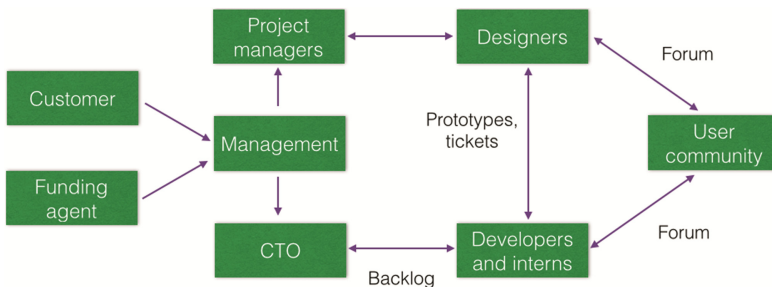 Project
managers
Designers
Forum
Customer
Prototypes,
tickets
Management
User
community
Funding
agent
CTO
Developers
and interns
Forum
Backlog